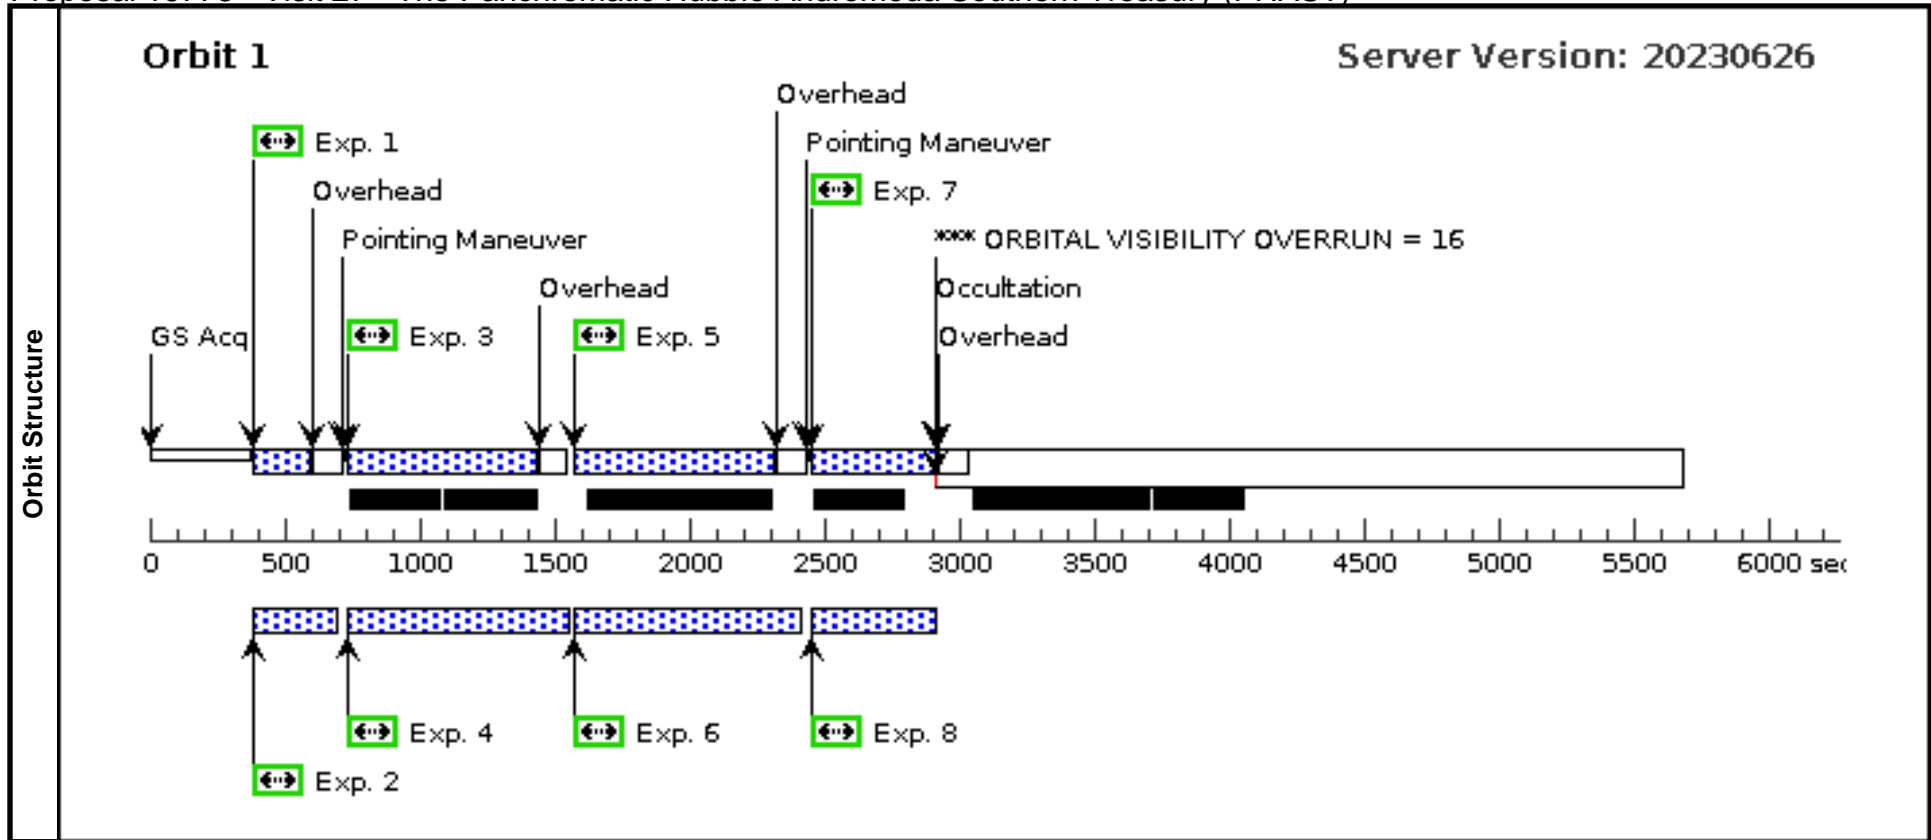 Orbit Structure
Orbit 1
Server Version: 20230626
Overhead
Exp. 1
Pointing Maneuver
Overhead
Exp. 7
Pointing Maneuver
*** ORBITAL VISIBILITY OVERRUN = 16
Overhead
Occultation
GS Acq
Exp. 3
Exp. 5
Overhead
0 500 1000 1500 2000 2500 3000 3500 4000 4500 5000 5500 6000 sec
Exp. 4
Exp. 6
Exp. 8
Exp. 2